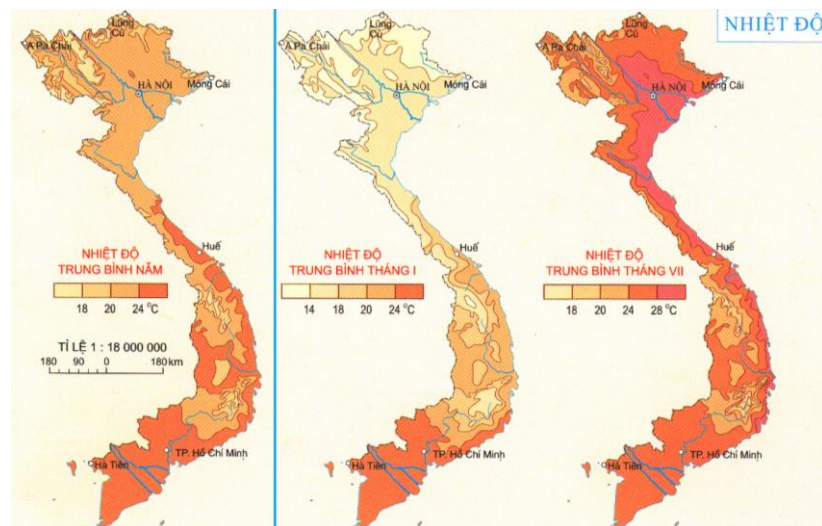 NHIỆT ĐỘ
Lũng
Cú
A Pa Chải
HÀ NỘI
Móng Cái
Huế
NHIỆT ĐỘ
TRUNG BÌNH NĂM
18 20 24 °C
TỈ LỆ 1 : 18 000 000
180 90 0 180 km
TP. Hồ Chí Minh
Hà Tiên
Lũng
Cú
A Pa Chải
HÀ NỘI
Móng Cái
Huế
NHIỆT ĐỘ
TRUNG BÌNH THÁNG I
14 18 20 24 °C
TP. Hồ Chí Minh
Hà Tiên
Lũng
Cú
A Pa Chải
HÀ NỘI
Móng Cái
Huế
NHIỆT ĐỘ
TRUNG BÌNH THÁNG VII
18 20 24 28 °C
TP. Hồ Chí Minh
Hà Tiên